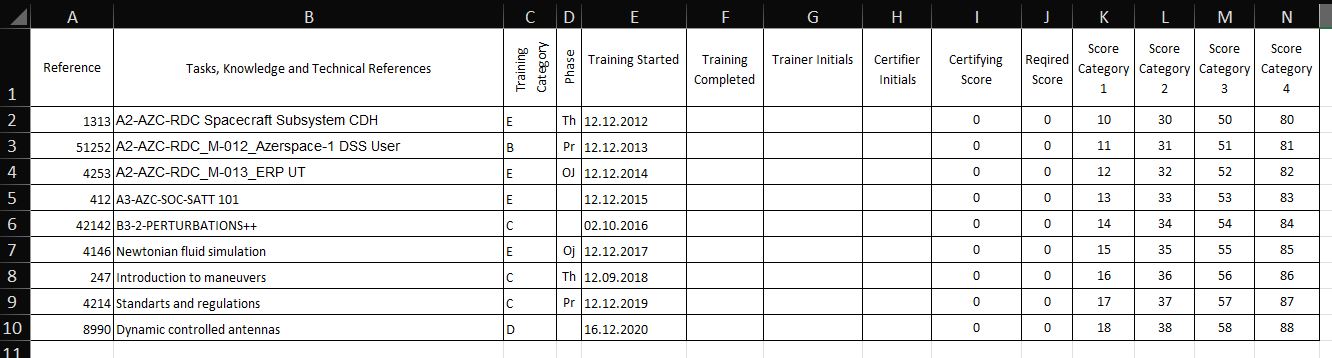 A B C D E F G H I J K L M N
1 Reference Tasks, Knowledge and Technical References Training Category Phase Training Started Training Completed Trainer Initials Certifier Initials Certifying Score Reqired Score Score Category 1 Score Category 2 Score Category 3 Score Category 4
2 1313 A2-AZC-RDC Spacecraft Subsystem CDH E Th 12.12.2012 0 0 10 30 50 80
3 51252 A2-AZC-RDC_M-012_Azerspace-1 DSS User B Pr 12.12.2013 0 0 11 31 51 81
4 4253 A2-AZC-RDC_M-013_ERP UT E OJ 12.12.2014 0 0 12 32 52 82
5 412 A3-AZC-SOC-SATT 101 E 12.12.2015 0 0 13 33 53 83
6 42142 B3-2-PERTURBATIONS++ C 02.10.2016 0 0 14 34 54 84
7 4146 Newtonian fluid simulation E Oj 12.12.2017 0 0 15 35 55 85
8 247 Introduction to maneuvers C Th 12.09.2018 0 0 16 36 56 86
9 4214 Standarts and regulations C Pr 12.12.2019 0 0 17 37 57 87
10 8990 Dynamic controlled antennas D 16.12.2020 0 0 18 38 58 88
11